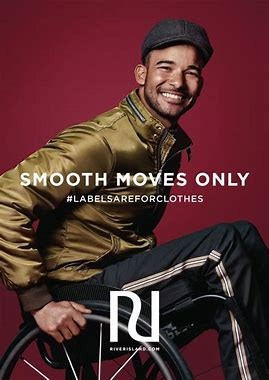 SMOOTH MOVES ONLY
#LABELSAREFORCLOTHES
RI
RIVERISLAND.COM